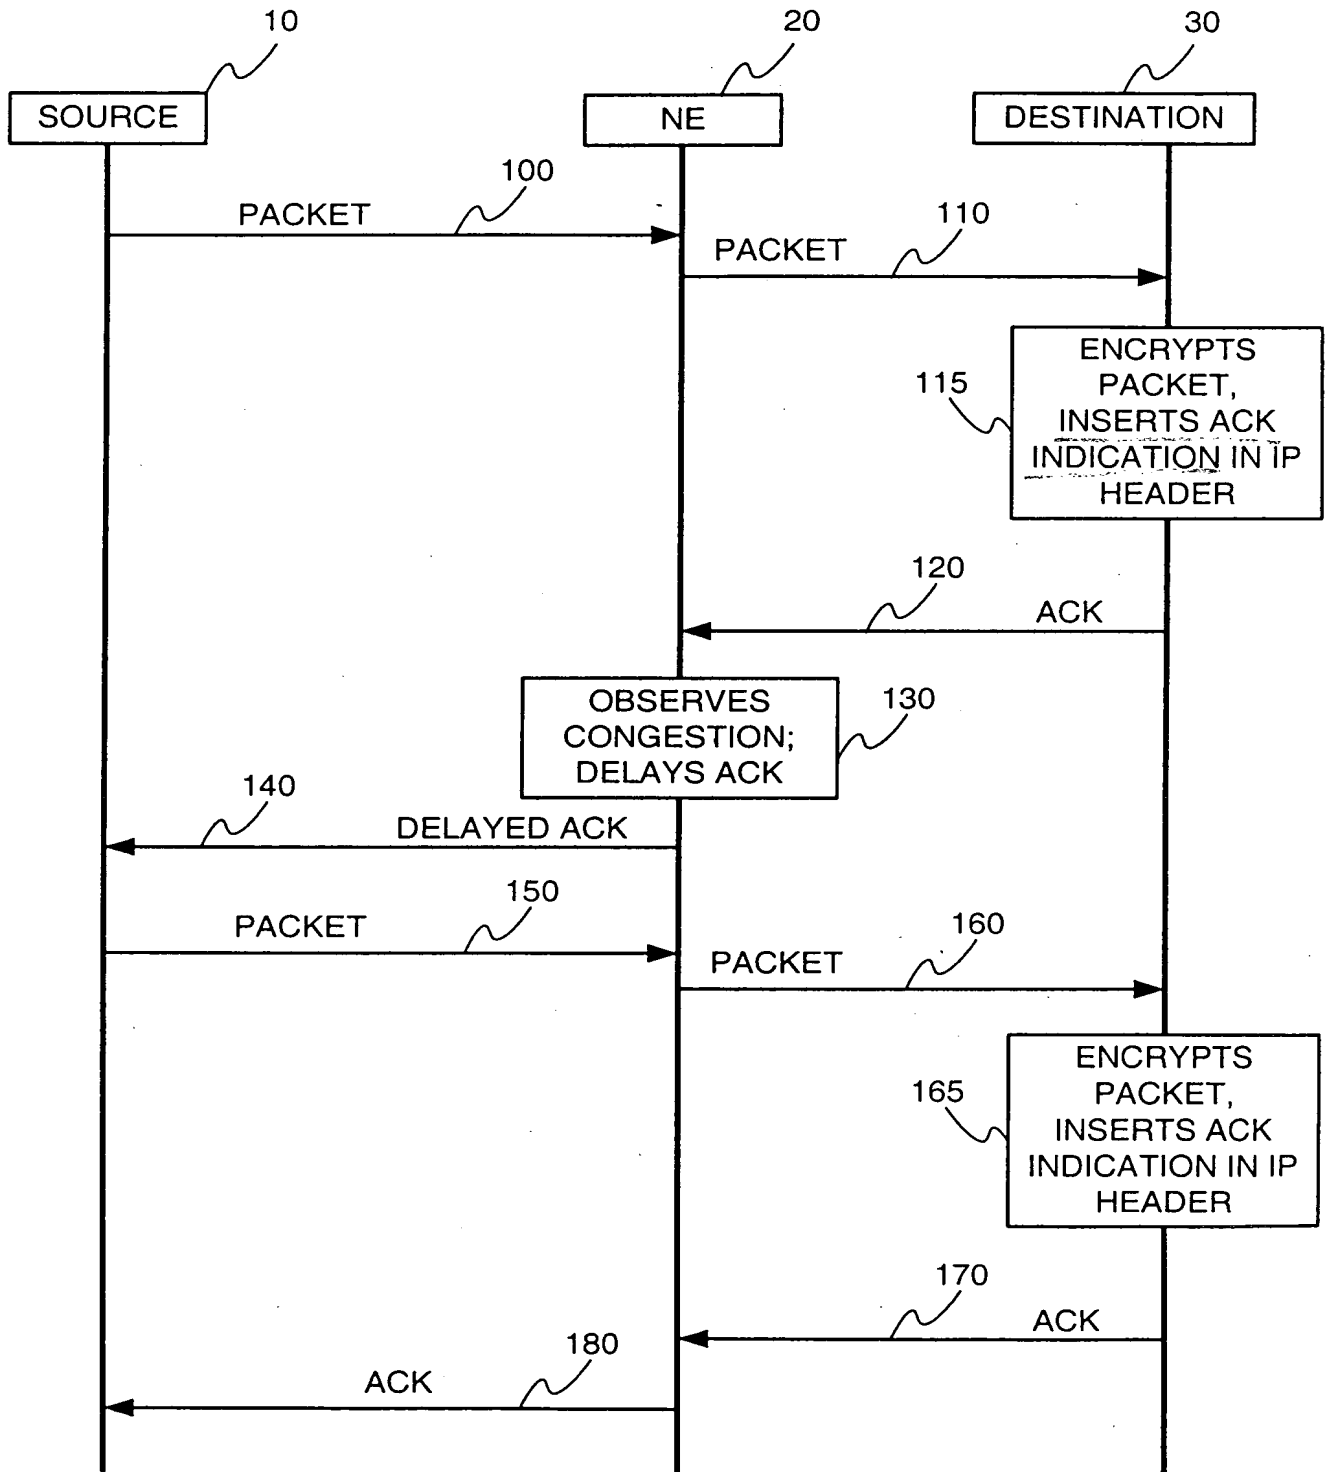 10
20
30
SOURCE
NE
DESTINATION
100
PACKET
110
PACKET
ENCRYPTS
PACKET,
INSERTS ACK
INDICATION IN IP
HEADER
115
120
ACK
OBSERVES
CONGESTION;
DELAYS ACK
130
140
DELAYED ACK
150
PACKET
160
PACKET
ENCRYPTS
PACKET,
INSERTS ACK
INDICATION IN IP
HEADER
165
170
ACK
180
ACK